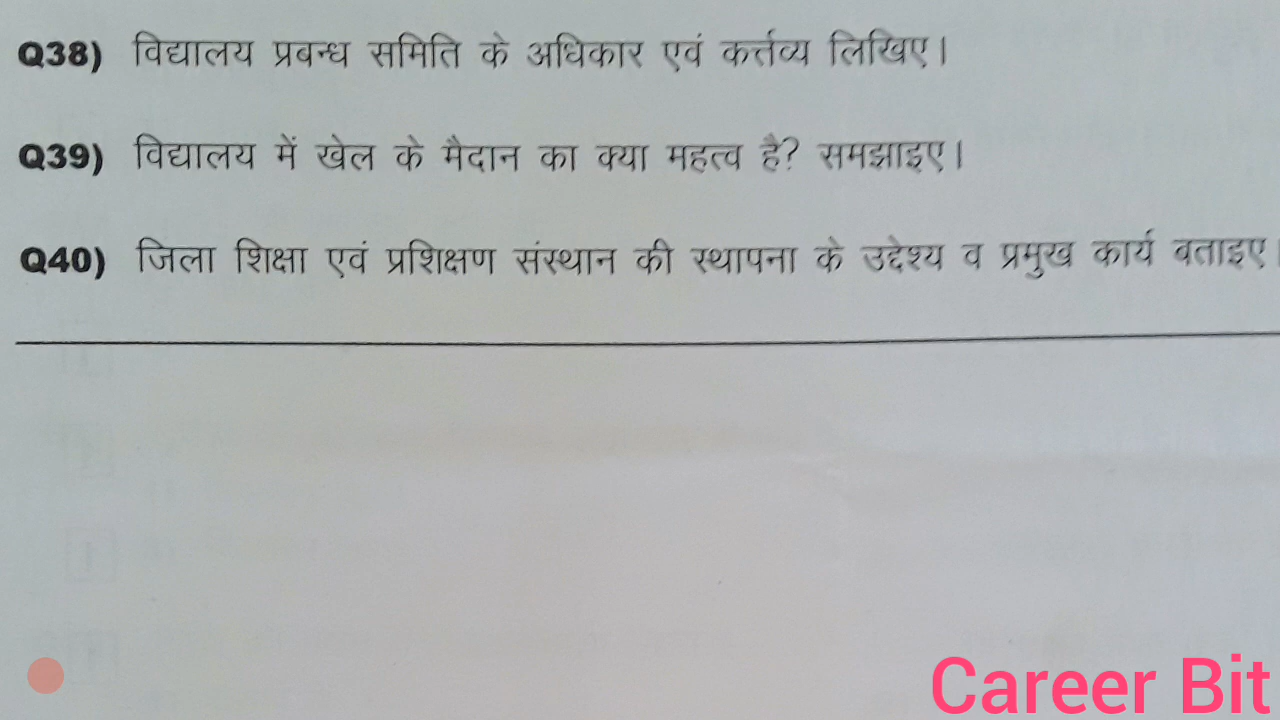 Q38) विद्यालय प्रबन्ध समिति के अधिकार एवं कर्त्तव्य लिखिए।
Q39) विद्यालय में खेल के मैदान का क्या महत्व है? समझाइए।
Q40) जिला शिक्षा एवं प्रशिक्षण संस्थान की स्थापना के उद्देश्य व प्रमुख कार्य बताइए।
Career Bit